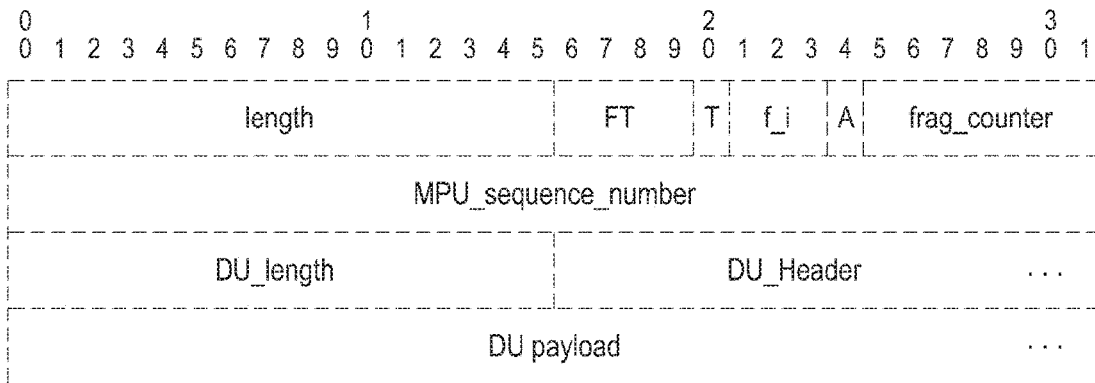 0 1 2 3
0 1 2 3 4 5 6 7 8 9 0 1 2 3 4 5 6 7 8 9 0 1 2 3 4 5 6 7 8 9 0 1
length FT T f_i A frag_counter
MPU_sequence_number
DU_length DU_Header ...
DU payload ...